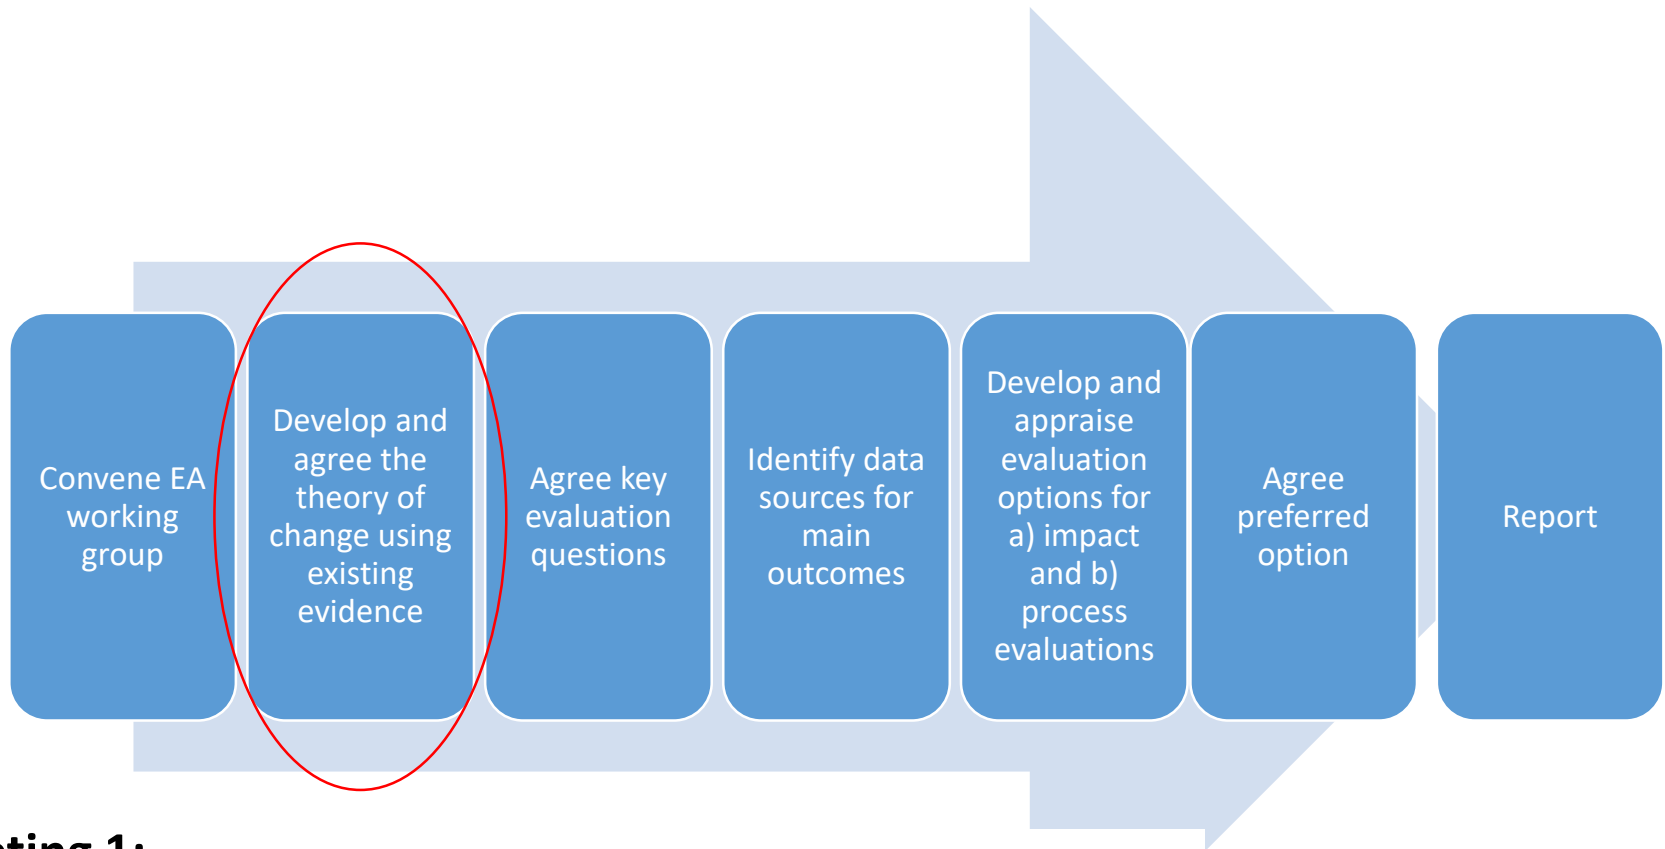 Convene EA
working
group
Develop and
agree the
theory of
change using
existing
evidence
Agree key
evaluation
questions
Identify data
sources for
main
outcomes
Develop and
appraise
evaluation
options for
a) impact
and b)
process
evaluations
Agree
preferred
option
Report
ting 1: